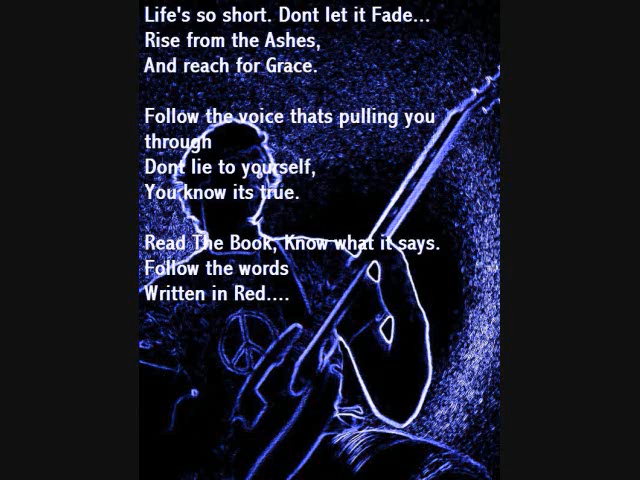 Life's so short. Dont let it Fade...
Rise from the Ashes,
And reach for Grace.
Follow the voice thats pulling you
through
Dont lie to yourself,
You know its true.
Read The Book, Know what it says.
Follow the words
Written in Red....